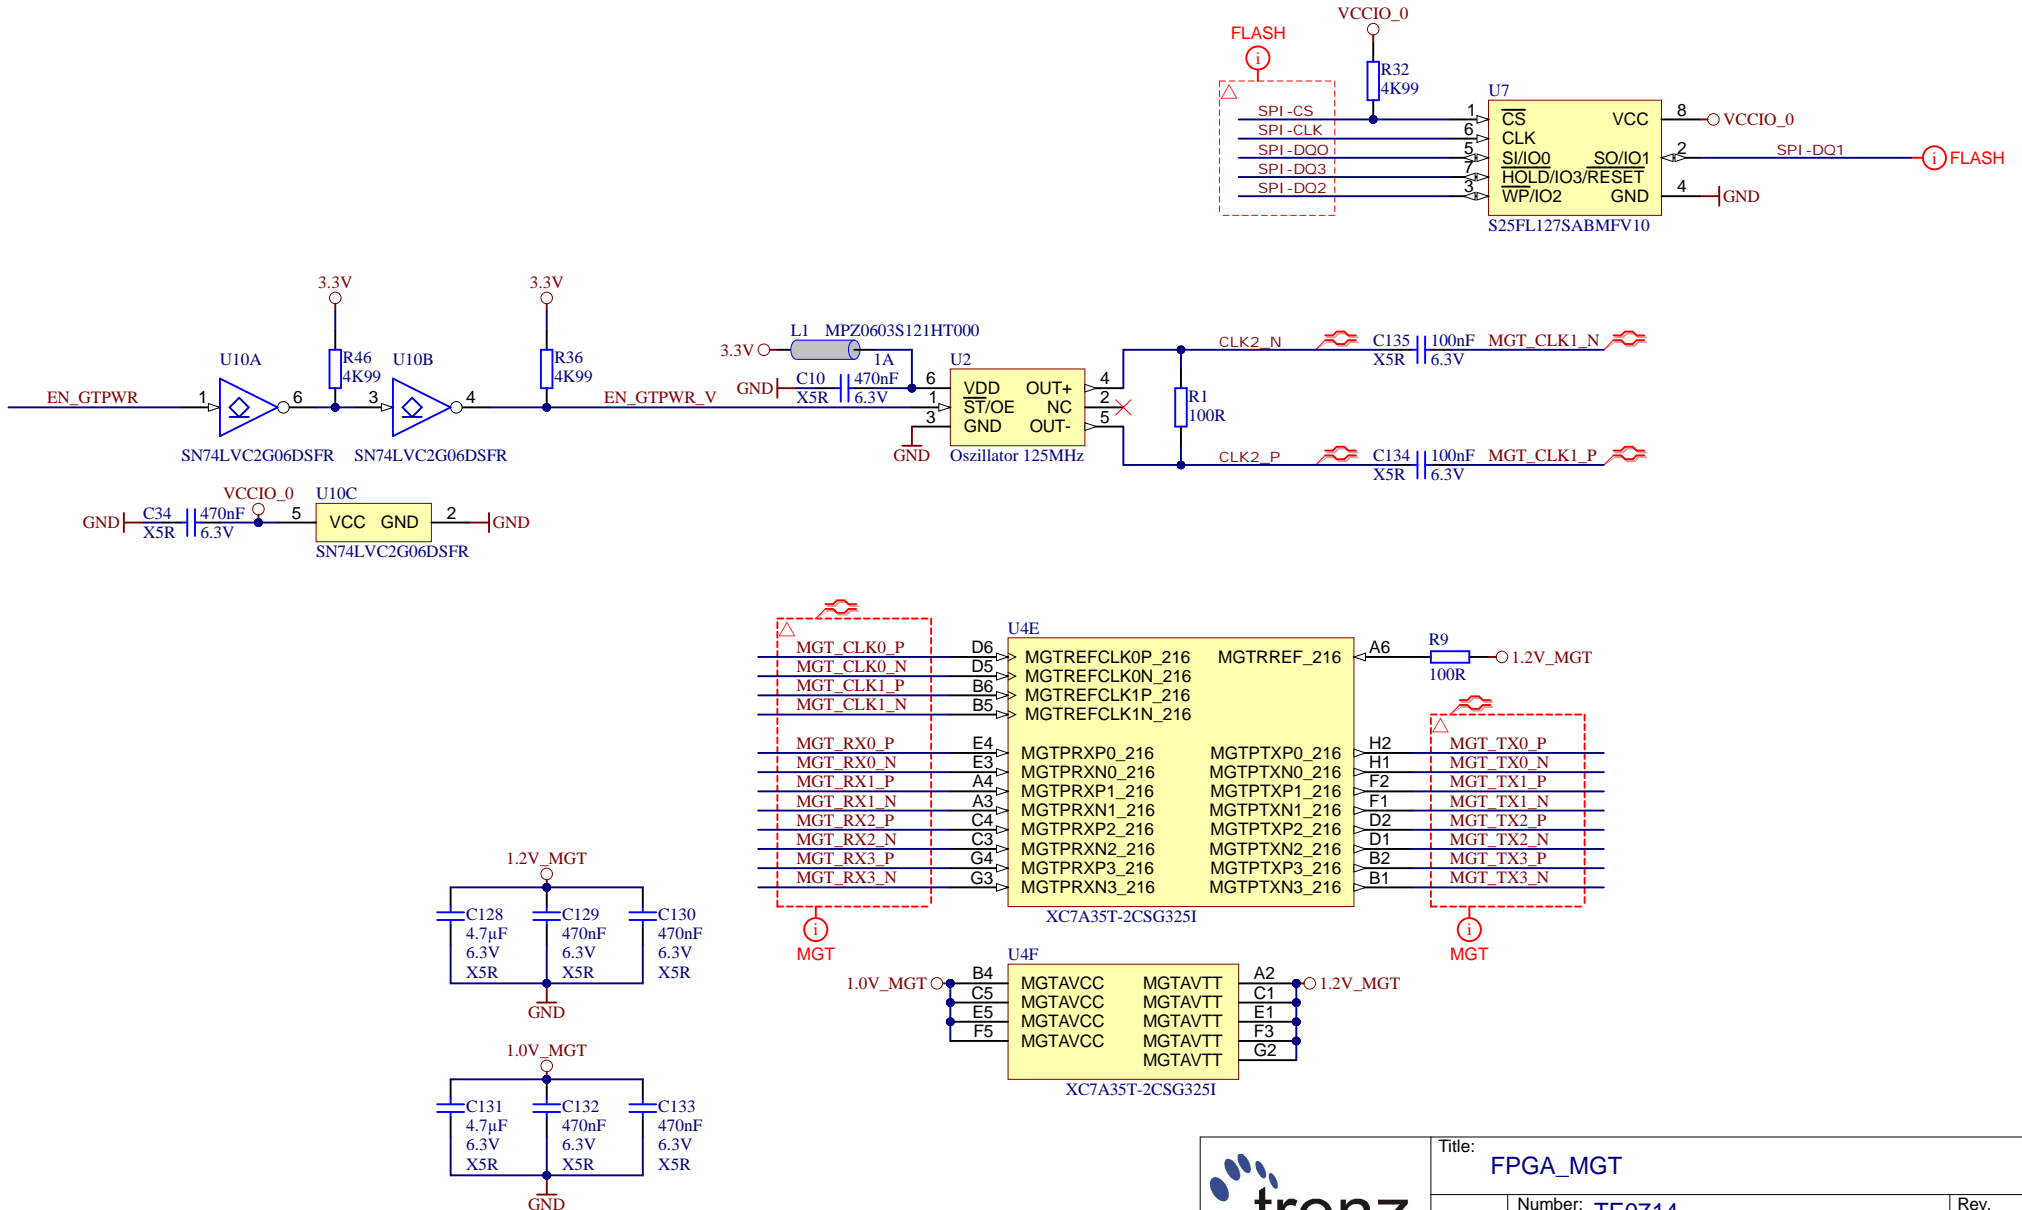 VCCIO_0
FLASH
i
R32
4K99
U7
SPI-CS
1
CS
VCC
8
VCCIO_0
SPI-CLK
6
CLK
SPI-DQ0
5
SI/IO0
SO/IO1
2
SPI-DQ1
i
FLASH
SPI-DQ3
7
HOLD/IO3/RESET
SPI-DQ2
3
WP/IO2
GND
4
GND
S25FL127SABMFV10
3.3V
3.3V
U10A
R46
4K99
U10B
R36
4K99
EN_GTPWR
1
6
3
4
EN_GTPWR_V
SN74LVC2G06DSFR
SN74LVC2G06DSFR
L1 MPZ0603S121HT000
3.3V
1A
GND
C10
470nF
X5R
6.3V
U2
6
VDD
OUT+
4
1
ST/OE
NC
2
3
GND
OUT-
5
GND
Oszillator 125MHz
CLK2_N
C135
100nF
X5R
6.3V
MGT_CLK1_N
R1
100R
CLK2_P
C134
100nF
X5R
6.3V
MGT_CLK1_P
VCCIO_0
U10C
GND
C34
470nF
X5R
6.3V
5
VCC GND
2
GND
SN74LVC2G06DSFR
U4E
MGT_CLK0_P
D6
MGTREFCLK0P_216
MGTRREF_216
A6
R9
100R
1.2V_MGT
MGT_CLK0_N
D5
MGTREFCLK0N_216
MGT_CLK1_P
B6
MGTREFCLK1P_216
MGT_CLK1_N
B5
MGTREFCLK1N_216
MGT_RX0_P
E4
MGTPRXP0_216
MGTPTXP0_216
H2
MGT_TX0_P
MGT_RX0_N
E3
MGTPRXN0_216
MGTPTXN0_216
H1
MGT_TX0_N
MGT_RX1_P
A4
MGTPRXP1_216
MGTPTXP1_216
F2
MGT_TX1_P
MGT_RX1_N
A3
MGTPRXN1_216
MGTPTXN1_216
F1
MGT_TX1_N
MGT_RX2_P
C4
MGTPRXP2_216
MGTPTXP2_216
D2
MGT_TX2_P
MGT_RX2_N
C3
MGTPRXN2_216
MGTPTXN2_216
D1
MGT_TX2_N
MGT_RX3_P
G4
MGTPRXP3_216
MGTPTXP3_216
B2
MGT_TX3_P
MGT_RX3_N
G3
MGTPRXN3_216
MGTPTXN3_216
B1
MGT_TX3_N
XC7A35T-2CSG325I
i
MGT
i
MGT
1.2V_MGT
C128
4.7µF
6.3V
X5R
C129
470nF
6.3V
X5R
C130
470nF
6.3V
X5R
GND
U4F
1.0V_MGT
B4
MGTAVCC
MGTAVTT
A2
1.2V_MGT
C5
MGTAVCC
MGTAVTT
C1
E5
MGTAVCC
MGTAVTT
E1
F5
MGTAVCC
MGTAVTT
F3
MGTAVTT
G2
XC7A35T-2CSG325I
1.0V_MGT
C131
4.7µF
6.3V
X5R
C132
470nF
6.3V
X5R
C133
470nF
6.3V
X5R
GND
Title:
FPGA_MGT
trenz
Number: TE0714
Rev.